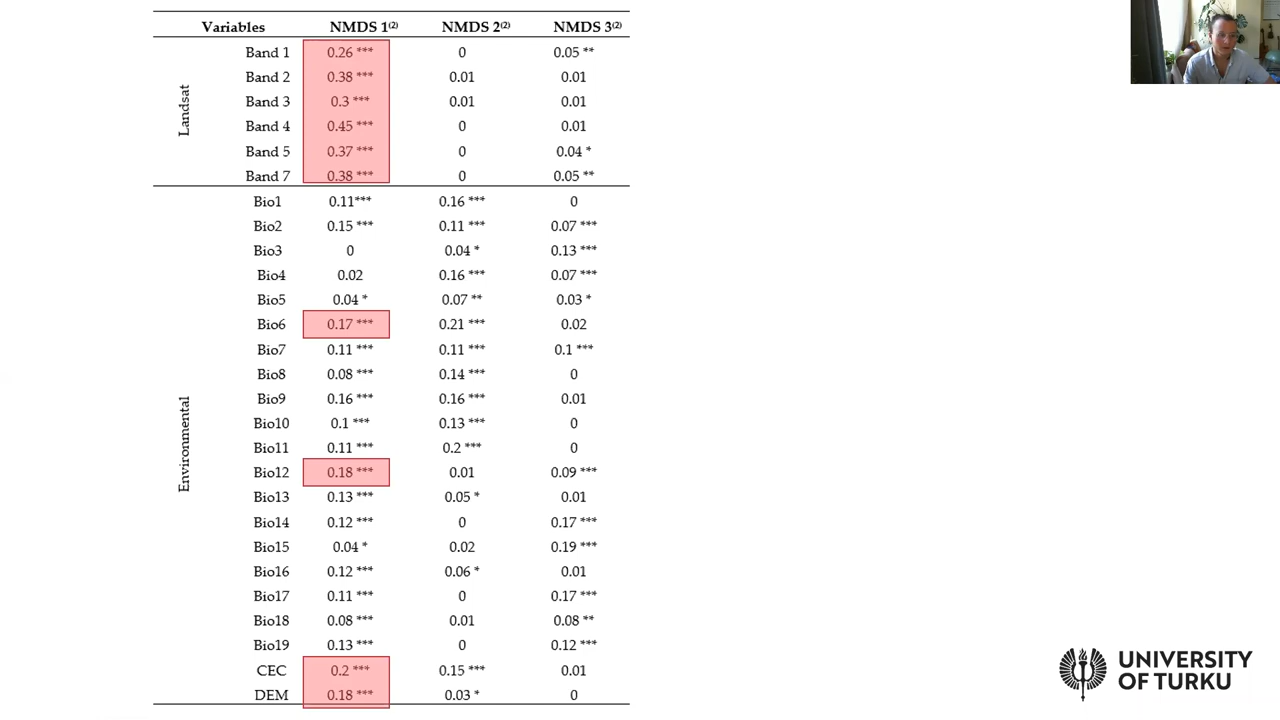 Variables NMDS 1(2) NMDS 2(2) NMDS 3(2)
Landsat
Band 1 0.26 *** 0 0.05 **
Band 2 0.38 *** 0.01 0.01
Band 3 0.3 *** 0.01 0.01
Band 4 0.45 *** 0 0.01
Band 5 0.37 *** 0 0.04 *
Band 7 0.38 *** 0 0.05 **
Environmental
Bio1 0.11*** 0.16 *** 0
Bio2 0.15 *** 0.11 *** 0.07 ***
Bio3 0 0.04 * 0.13 ***
Bio4 0.02 0.16 *** 0.07 ***
Bio5 0.04 * 0.07 ** 0.03 *
Bio6 0.17 *** 0.21 *** 0.02
Bio7 0.11 *** 0.11 *** 0.1 ***
Bio8 0.08 *** 0.14 *** 0
Bio9 0.16 *** 0.16 *** 0.01
Bio10 0.1 *** 0.13 *** 0
Bio11 0.11 *** 0.2 *** 0
Bio12 0.18 *** 0.01 0.09 ***
Bio13 0.13 *** 0.05 * 0.01
Bio14 0.12 *** 0 0.17 ***
Bio15 0.04 * 0.02 0.19 ***
Bio16 0.12 *** 0.06 * 0.01
Bio17 0.11 *** 0 0.17 ***
Bio18 0.08 *** 0.01 0.08 **
Bio19 0.13 *** 0 0.12 ***
CEC 0.2 *** 0.15 *** 0.01
DEM 0.18 *** 0.03 * 0
UNIVERSITY
OF TURKU